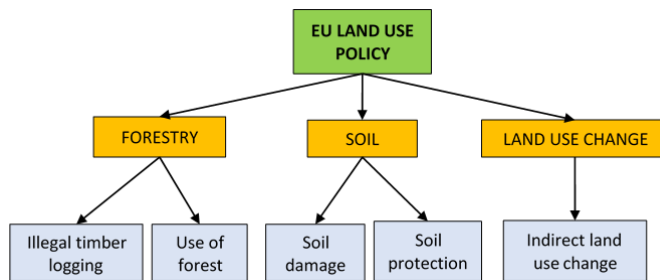 EU LAND USE
POLICY
FORESTRY
SOIL
LAND USE CHANGE
Illegal timber
logging
Use of
forest
Soil
damage
Soil
protection
Indirect land
use change